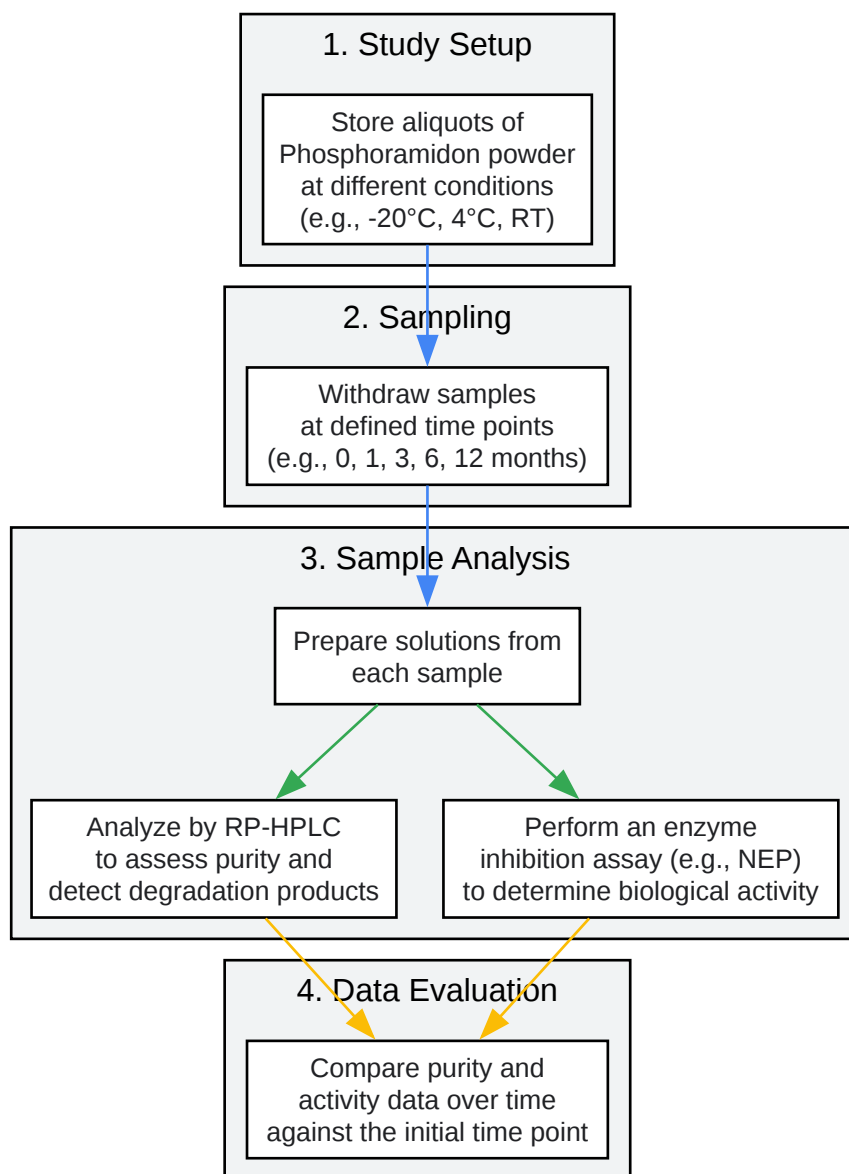 1. Study Setup
Store aliquots of
Phosphoramidon powder
at different conditions
(e.g., -20°C, 4°C, RT)
2. Sampling
Withdraw samples
at defined time points
(e.g., 0, 1, 3, 6, 12 months)
3. Sample Analysis
Prepare solutions from
each sample
Analyze by RP-HPLC
to assess purity and
detect degradation products
Perform an enzyme
inhibition assay (e.g., NEP)
to determine biological activity
4. Data Evaluation
Compare purity and
activity data over time
against the initial time point